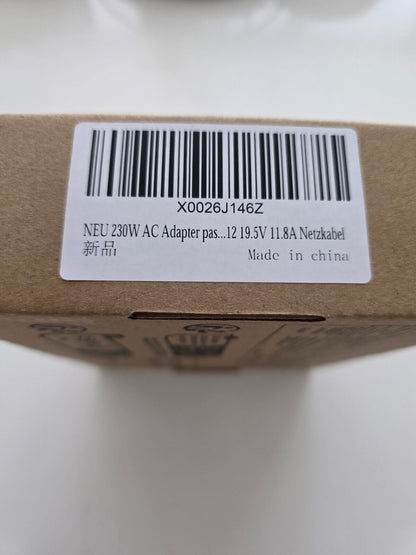 X0026J146Z
NEU 230W AC Adapter pas...12 19.5V 11.8A Netzkabel
新品
Made in china